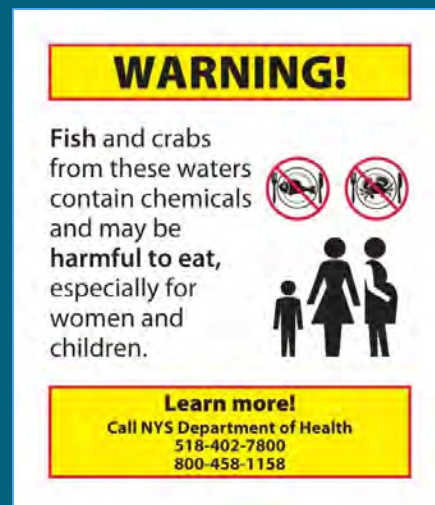 WARNING!
Fish and crabs
from these waters
contain chemicals
and may be
harmful to eat,
especially for
women and
children.
Learn more!
Call NYS Department of Health
518-402-7800
800-458-1158